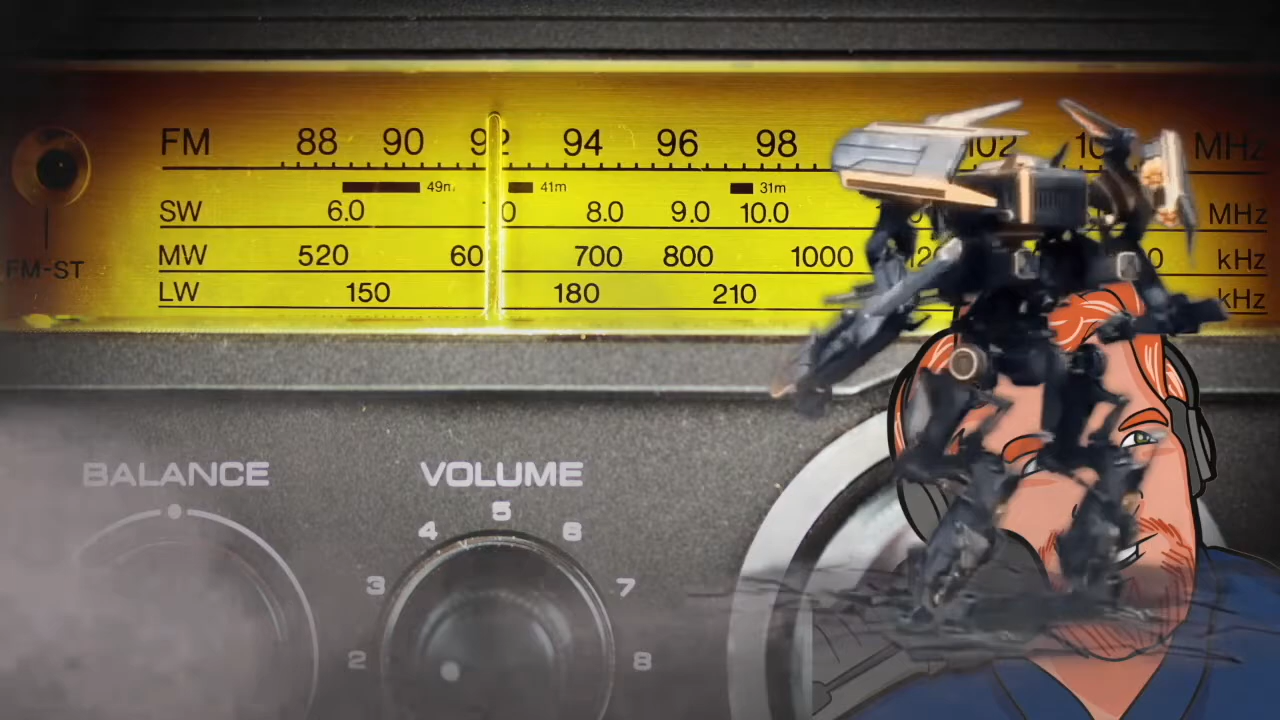 FM 88 90 92 94 96 98 102 MHz
49m 41m 31m
SW 6.0 8.0 9.0 10.0 MHz
MW 520 700 800 1000 kHz
LW 150 180 210 kHz
FM-ST
BALANCE VOLUME
5
4 6
3 7
2 8